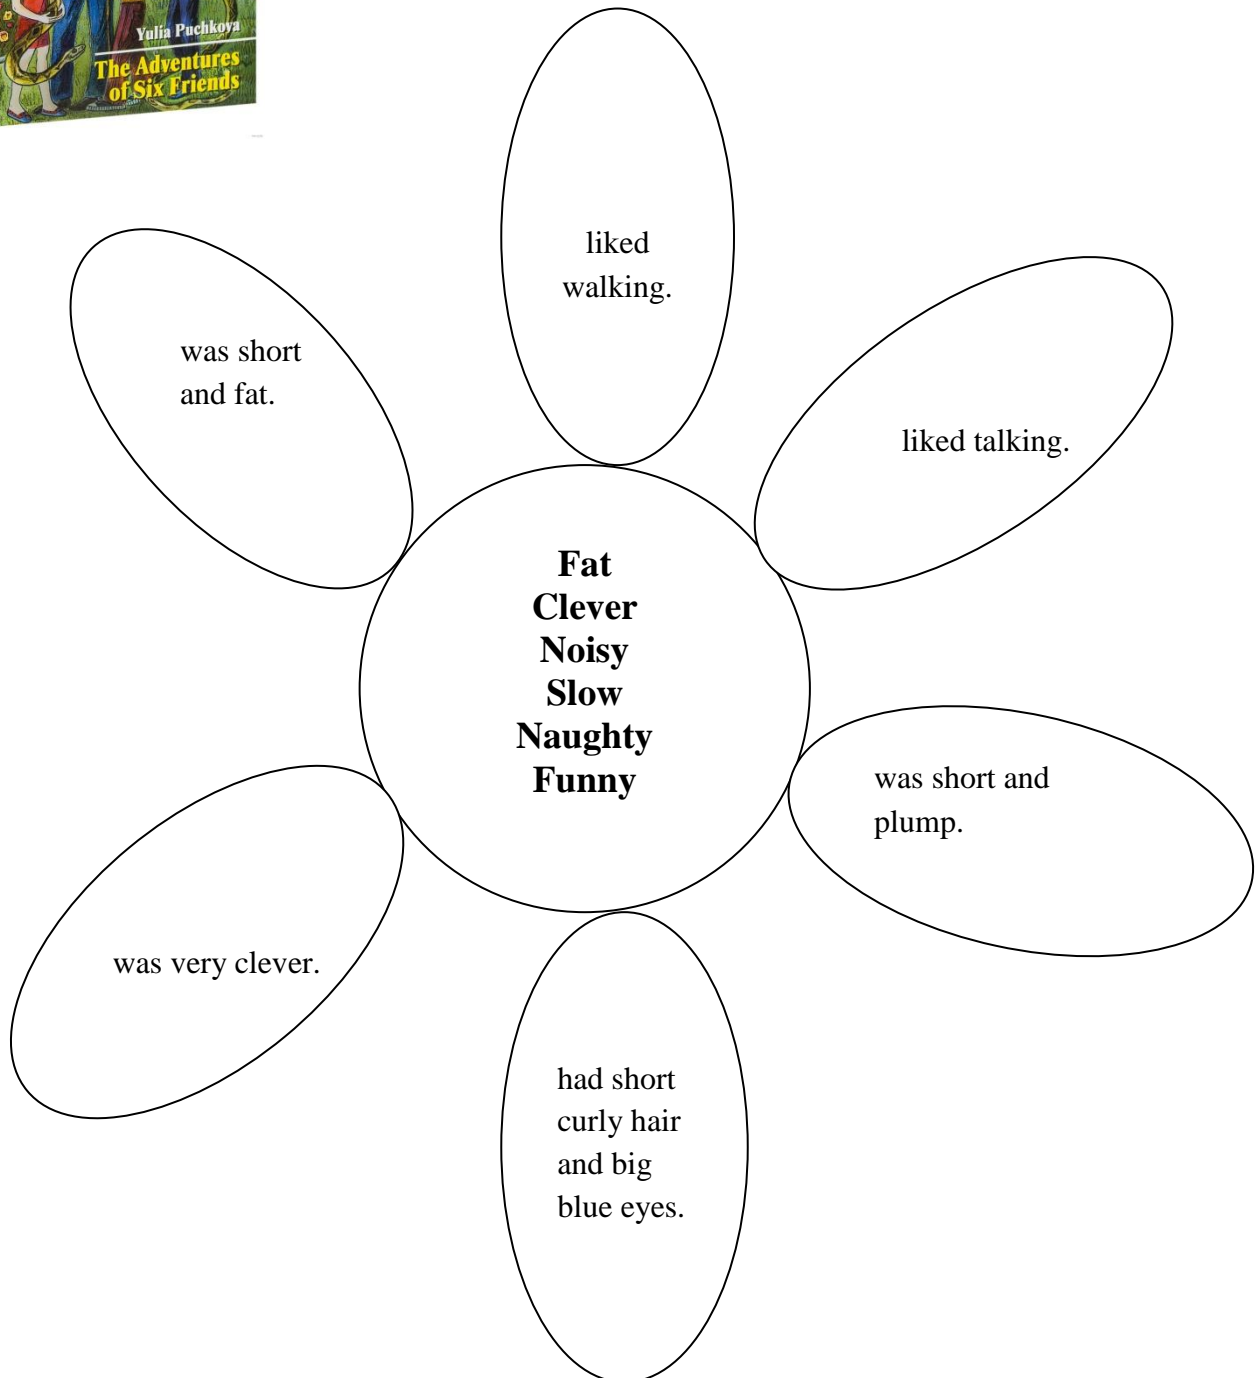 Yulia Puchkova
The Adventures
of Six Friends
liked
walking.
was short
and fat.
liked talking.
Fat
Clever
Noisy
Slow
Naughty
Funny
was short and
plump.
was very clever.
had short
curly hair
and big
blue eyes.